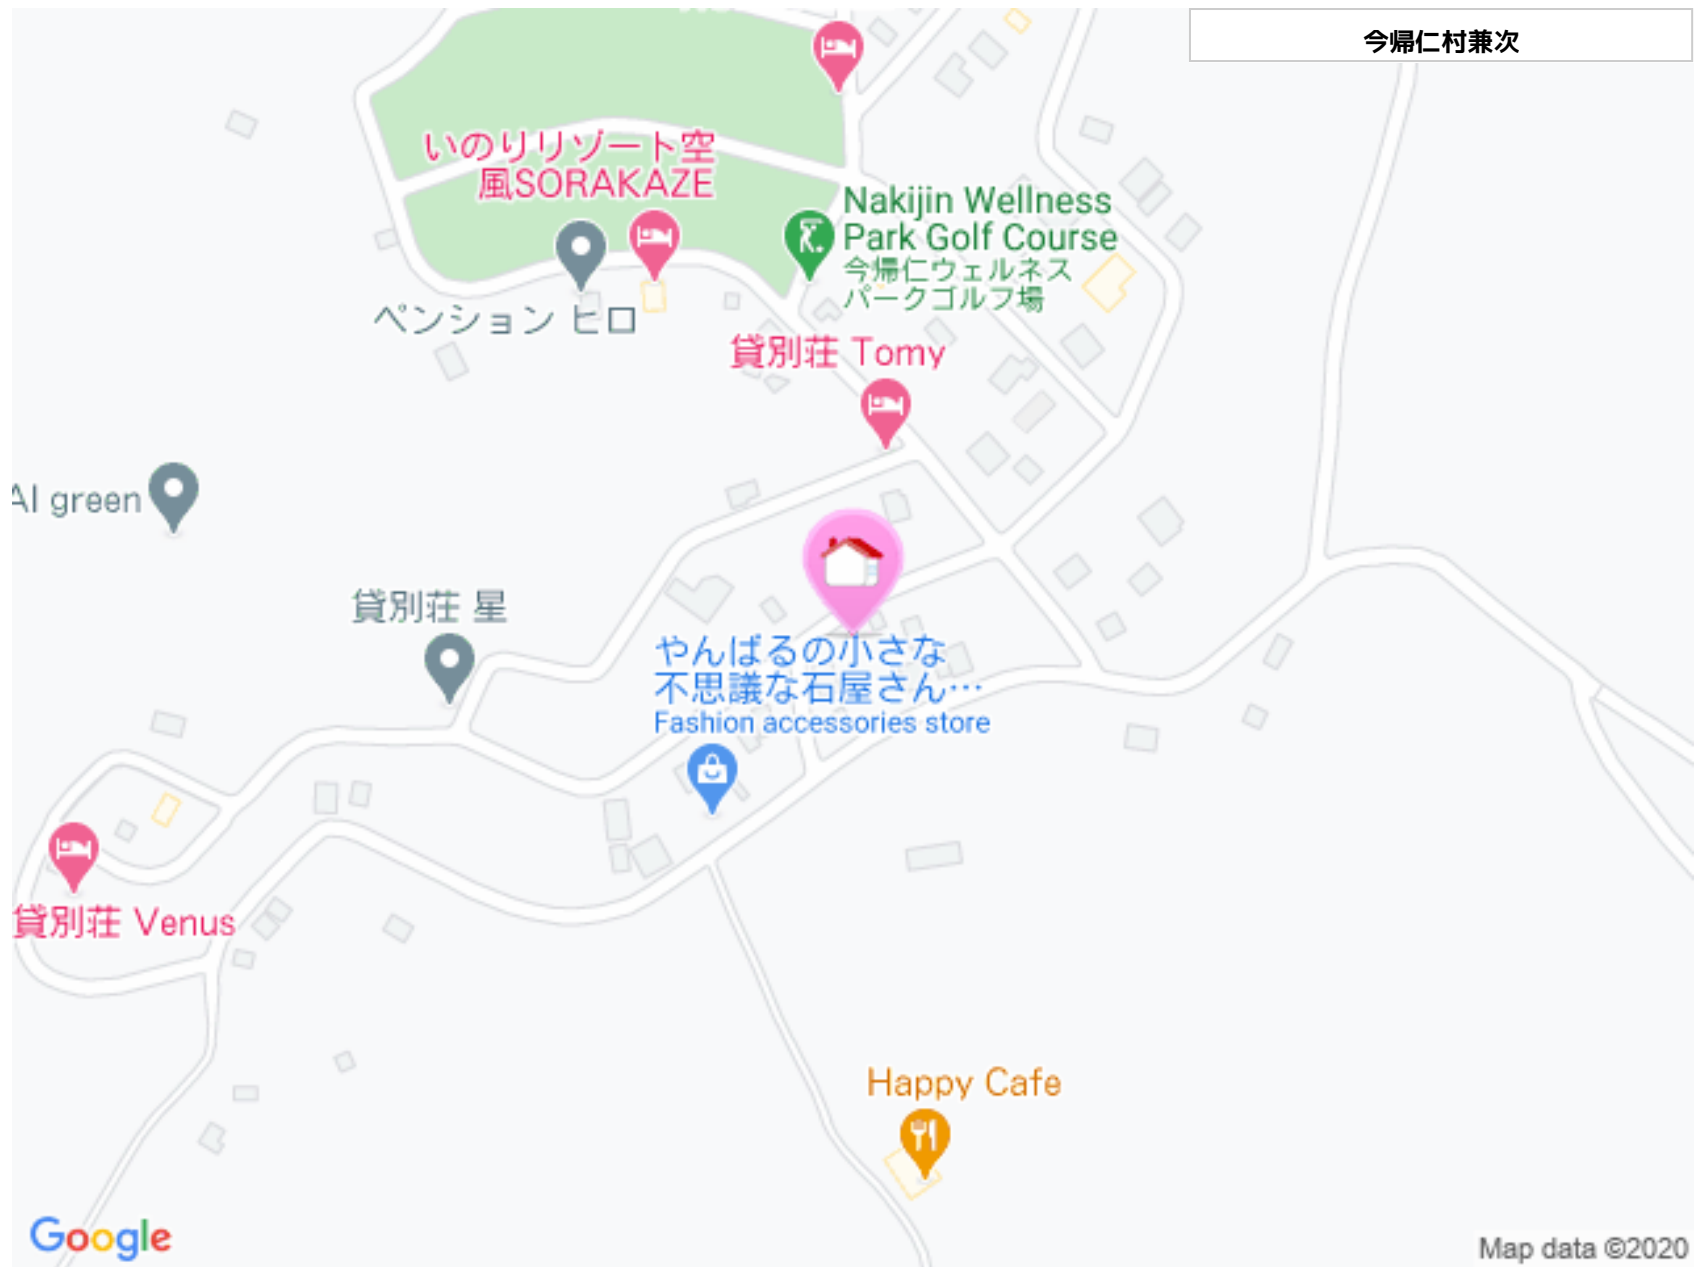 今帰仁村兼次
いのりリゾート空
風SORAKAZE
Nakijin Wellness
Park Golf Course
今帰仁ウェルネス
パークゴルフ場
ペンション ヒロ
貸別荘 Tomy
AI green
貸別荘 星
やんばるの小さな
不思議な石屋さん…
Fashion accessories store
貸別荘 Venus
Happy Cafe
Google
Map data ©2020